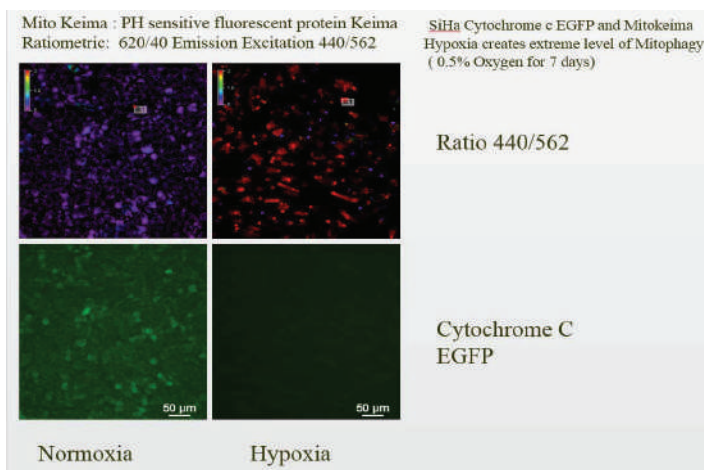 Mito Keima : PH sensitive fluorescent protein Keima
Ratiometric: 620/40 Emission Excitation 440/562
SiHa Cytochrome c EGFP and Mitokeima
Hypoxia creates extreme level of Mitophagy
( 0.5% Oxygen for 7 days)
Ratio 440/562
Cytochrome C
EGFP
50 µm
50 µm
Normoxia
Hypoxia